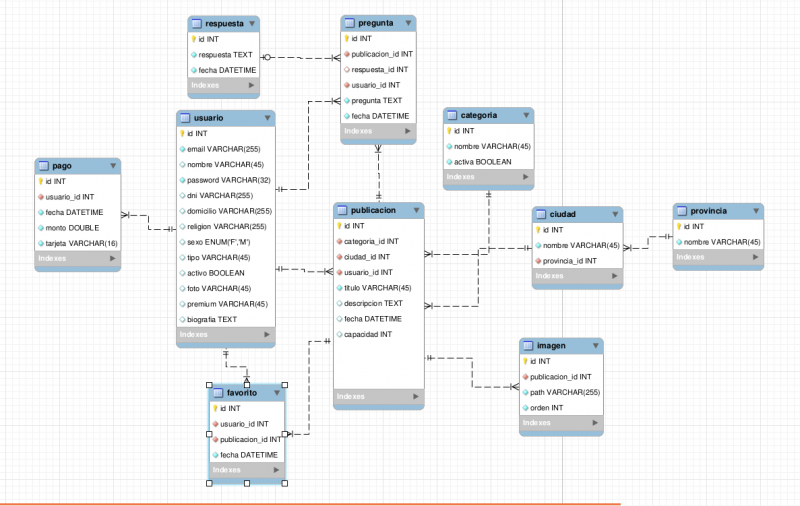 respuesta
id INT
respuesta TEXT
fecha DATETIME
Indexes
pregunta
id INT
publicacion_id INT
respuesta_id INT
usuario_id INT
pregunta TEXT
fecha DATETIME
Indexes
usuario
id INT
email VARCHAR(255)
nombre VARCHAR(45)
password VARCHAR(32)
dni VARCHAR(255)
domicilio VARCHAR(255)
religion VARCHAR(255)
sexo ENUM('F','M')
tipo VARCHAR(45)
activo BOOLEAN
foto VARCHAR(45)
premium VARCHAR(45)
biografia TEXT
Indexes
categoria
id INT
nombre VARCHAR(45)
activa BOOLEAN
Indexes
pago
id INT
usuario_id INT
fecha DATETIME
monto DOUBLE
tarjeta VARCHAR(16)
Indexes
publicacion
id INT
categoria_id INT
ciudad_id INT
usuario_id INT
titulo VARCHAR(45)
descripcion TEXT
fecha DATETIME
capacidad INT
Indexes
ciudad
id INT
nombre VARCHAR(45)
provincia_id INT
Indexes
provincia
id INT
nombre VARCHAR(45)
Indexes
imagen
id INT
publicacion_id INT
path VARCHAR(255)
orden INT
Indexes
favorito
id INT
usuario_id INT
publicacion_id INT
fecha DATETIME
Indexes